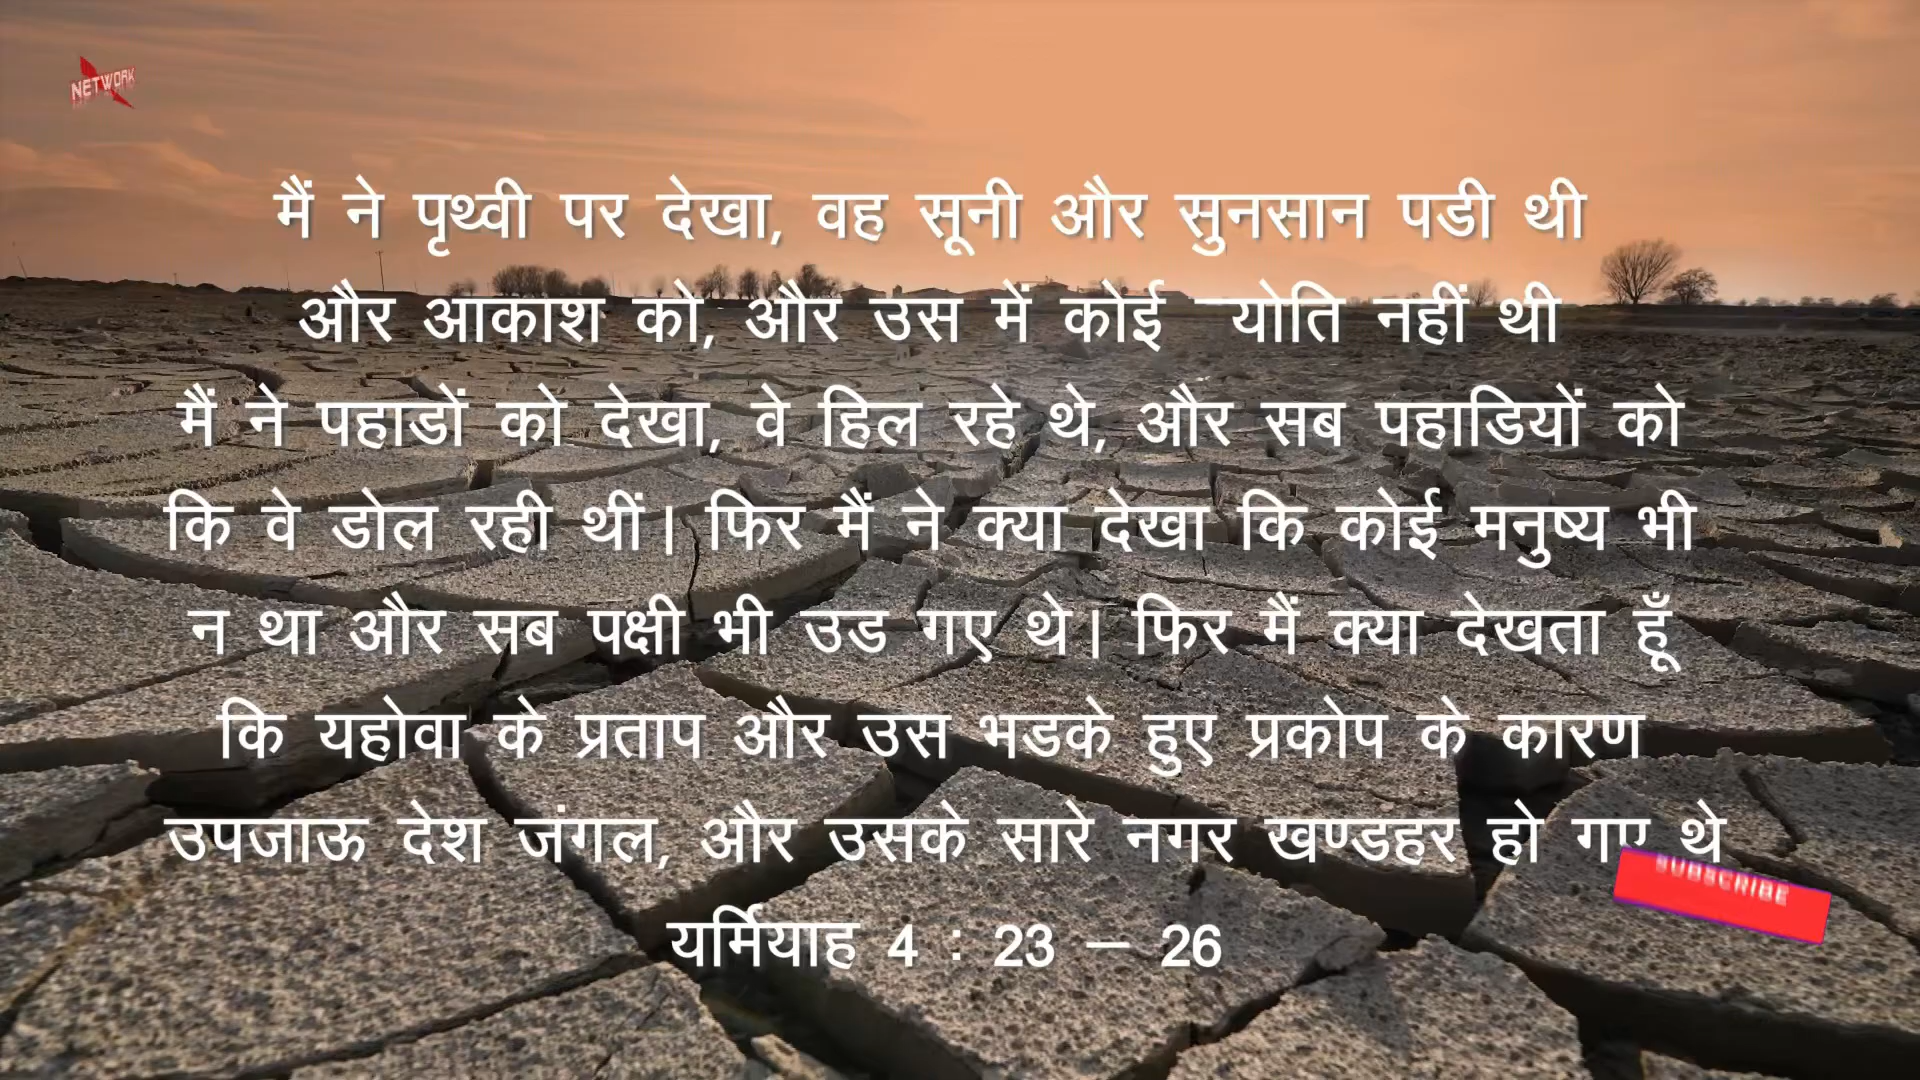 NETWORK
मैं ने पृथ्वी पर देखा, वह सूनी और सुनसान पडी थी
और आकाश को, और उस में कोई योति नहीं थी
मैं ने पहाडों को देखा, वे हिल रहे थे, और सब पहाडियों को
कि वे डोल रही थीं। फिर मैं ने क्या देखा कि कोई मनुष्य भी
न था और सब पक्षी भी उड गए थे। फिर मैं क्या देखता हूँ
कि यहोवा के प्रताप और उस भडके हुए प्रकोप के कारण
उपजाऊ देश जंगल, और उसके सारे नगर खण्डहर हो गए थे
SUBSCRIBE
यर्मियाह 4 : 23 – 26